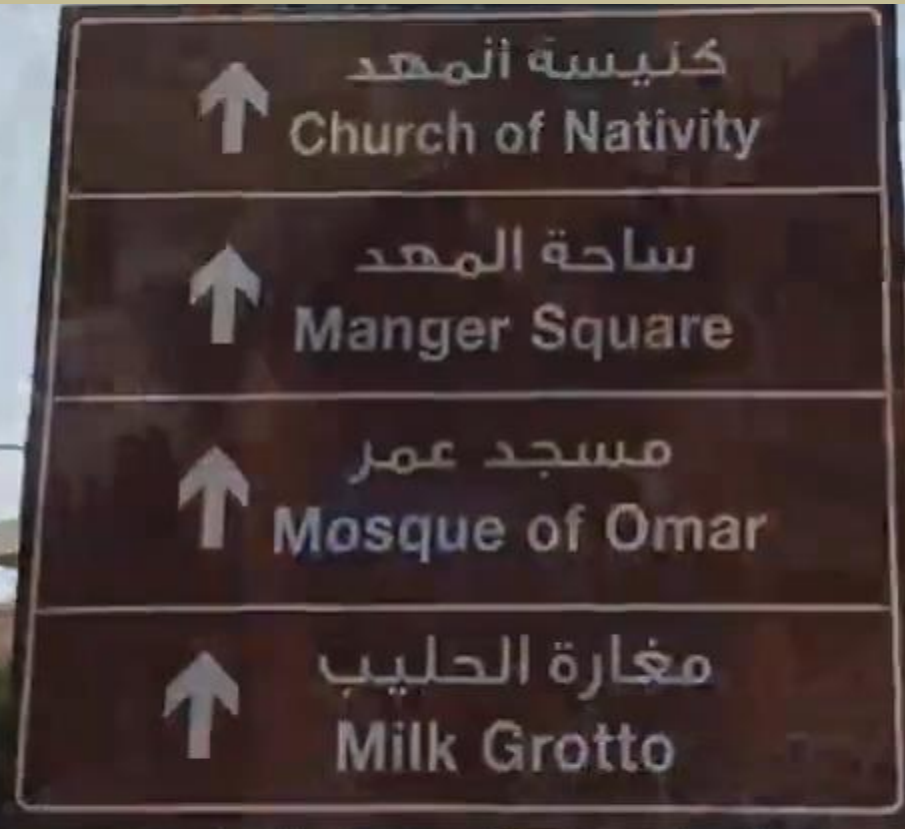 كنيسة المهد
Church of Nativity
ساحة المهد
Manger Square
مسجد عمر
Mosque of Omar
مغارة الحليب
Milk Grotto